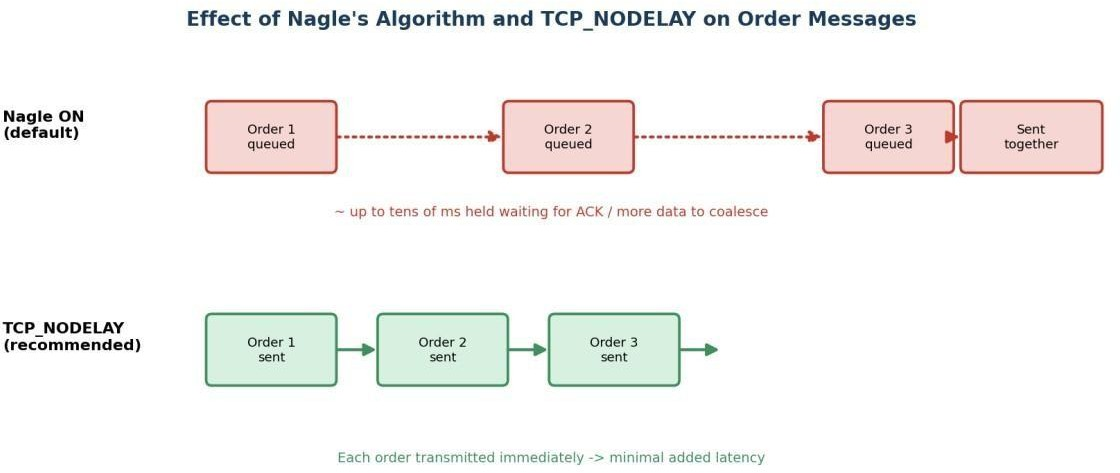 Effect of Nagle's Algorithm and TCP_NODELAY on Order Messages
Nagle ON
(default)
Order 1
queued
Order 2
queued
Order 3
queued
Sent
together
~ up to tens of ms held waiting for ACK / more data to coalesce
TCP_NODELAY
(recommended)
Order 1
sent
Order 2
sent
Order 3
sent
Each order transmitted immediately -> minimal added latency